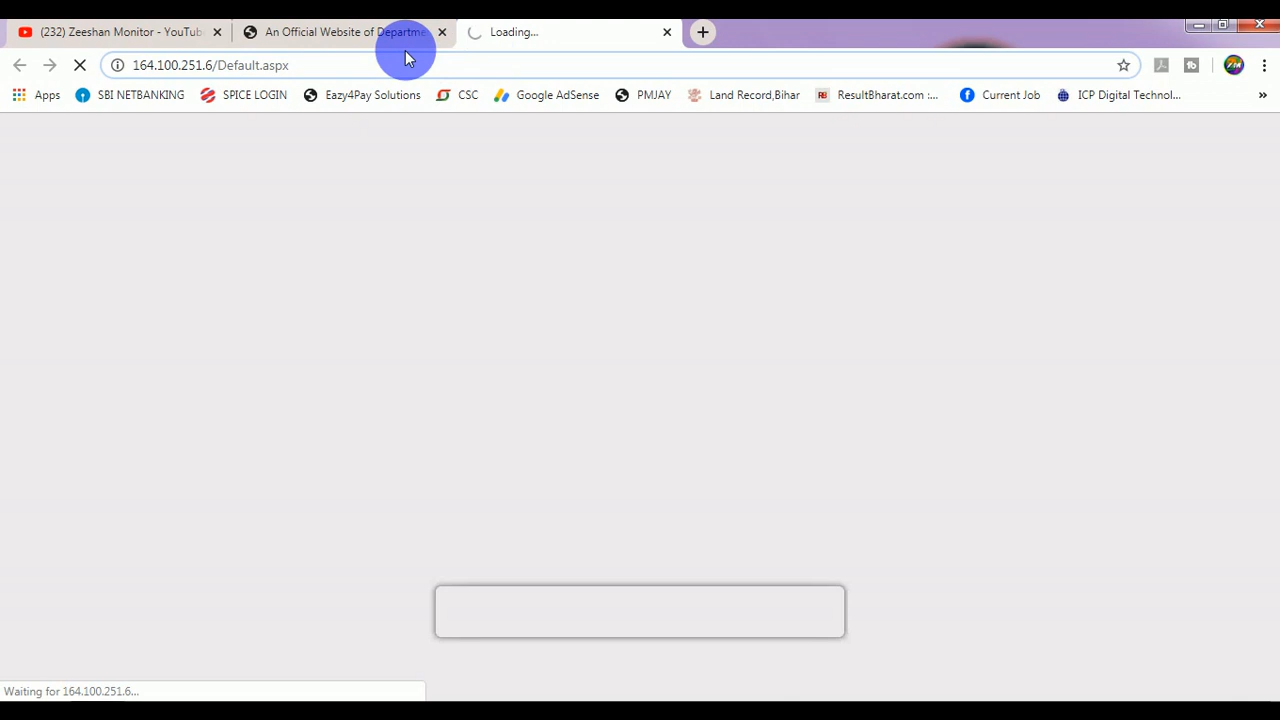 (232) Zeeshan Monitor - YouTub
An Official Website of Departme
Loading...
164.100.251.6/Default.aspx
Apps
SBI NETBANKING
SPICE LOGIN
Eazy4Pay Solutions
CSC
Google AdSense
PMJAY
Land Record,Bihar
RB
ResultBharat.com :...
Current Job
ICP Digital Technol...
»
Waiting for 164.100.251.6...